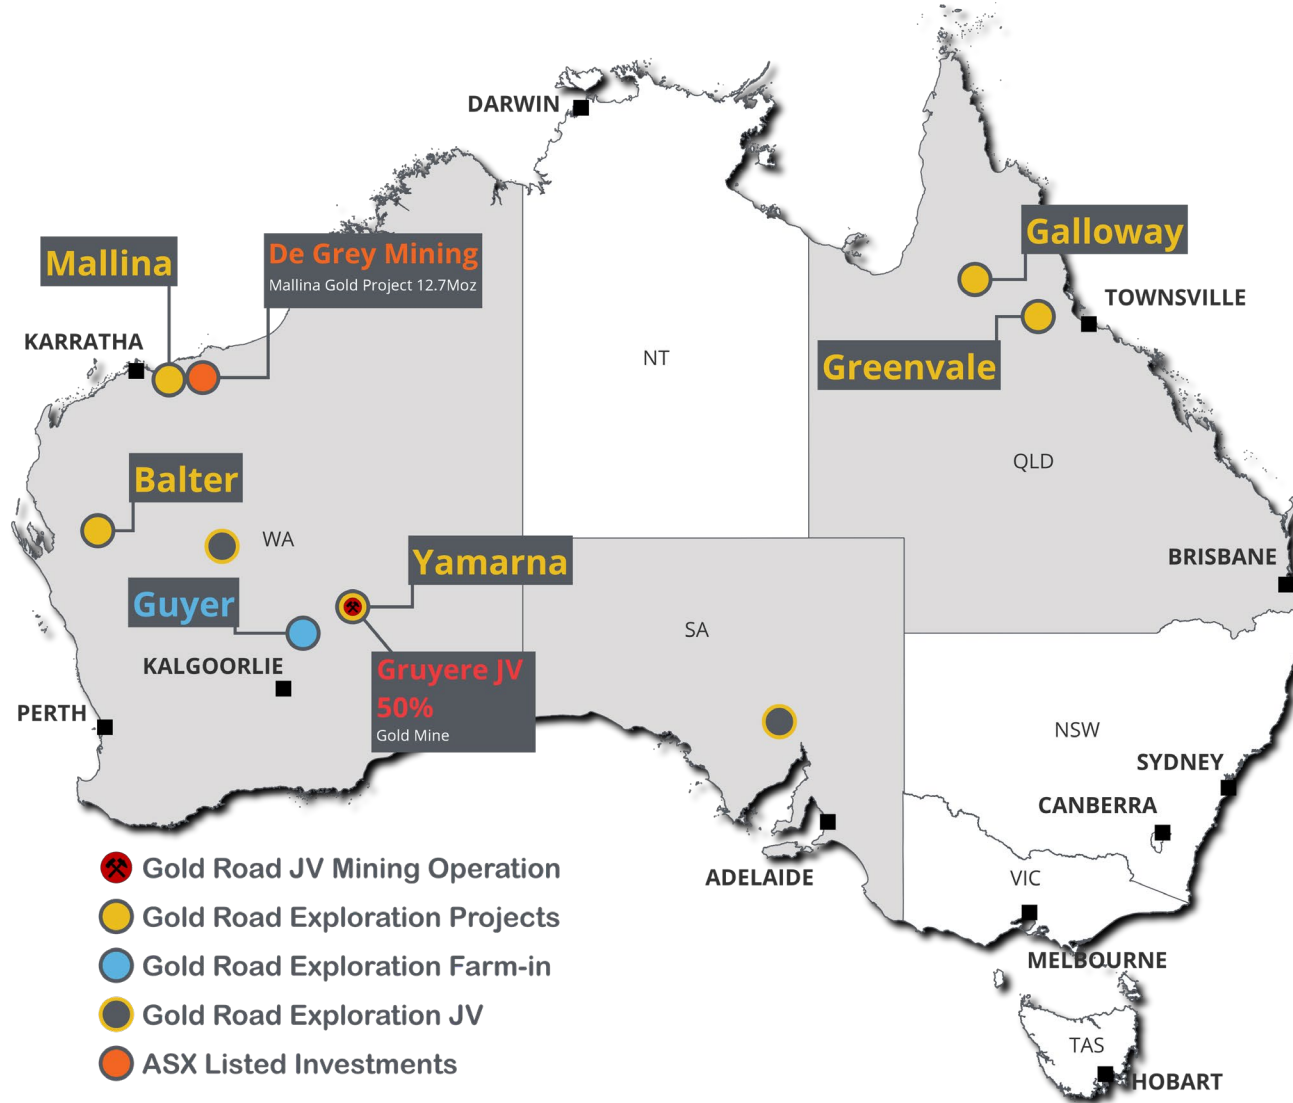 DARWIN
Galloway
Mallina
De Grey Mining
Mallina Gold Project 12.7Moz
TOWNSVILLE
KARRATHA
NT
Greenvale
QLD
Balter
WA
Yamarna
BRISBANE
Guyer
SA
KALGOORLIE
Gruyere JV
50%
Gold Mine
PERTH
NSW
SYDNEY
CANBERRA
ADELAIDE
VIC
MELBOURNE
TAS
HOBART
Gold Road JV Mining Operation
Gold Road Exploration Projects
Gold Road Exploration Farm-in
Gold Road Exploration JV
ASX Listed Investments